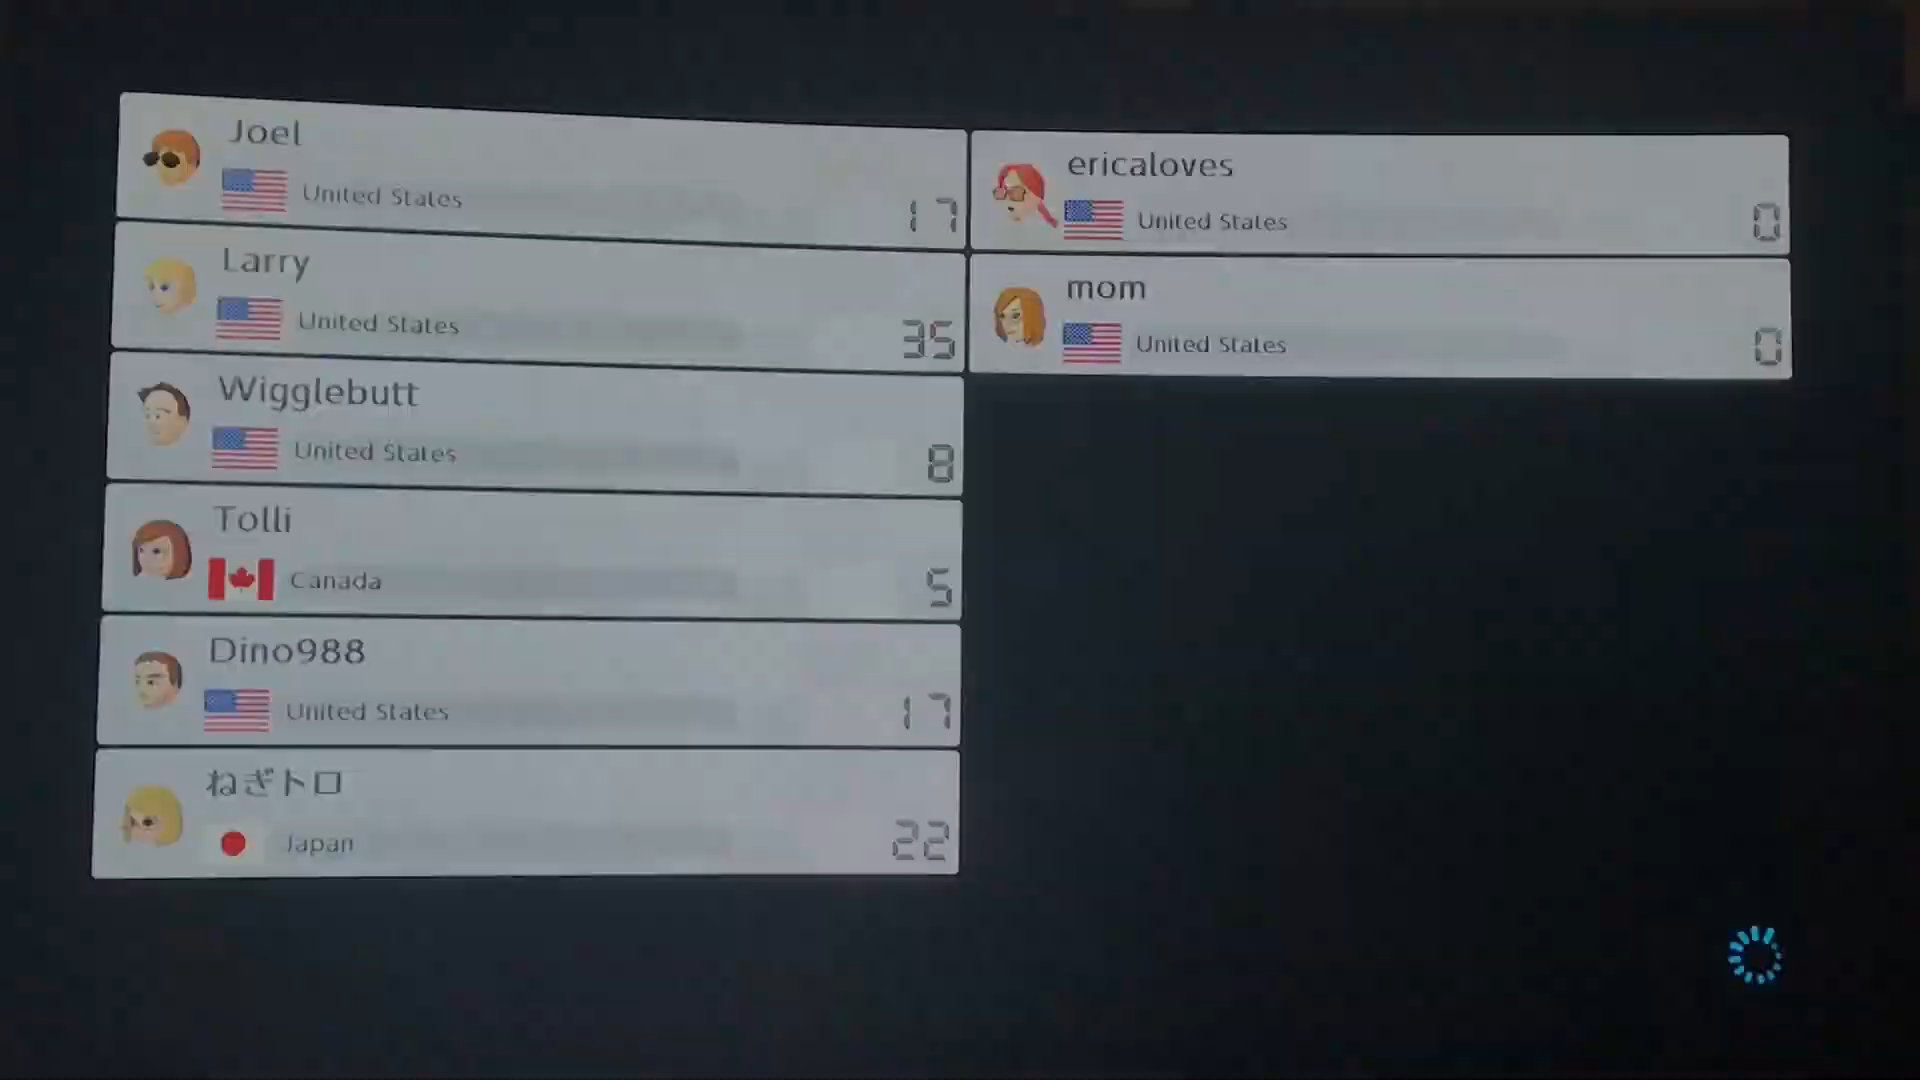 Joel
United States
17
Larry
United States
35
Wigglebutt
United States
8
Tolli
Canada
5
Dino988
United States
17
ねぎトロ
Japan
22
ericaloves
United States
0
mom
United States
0